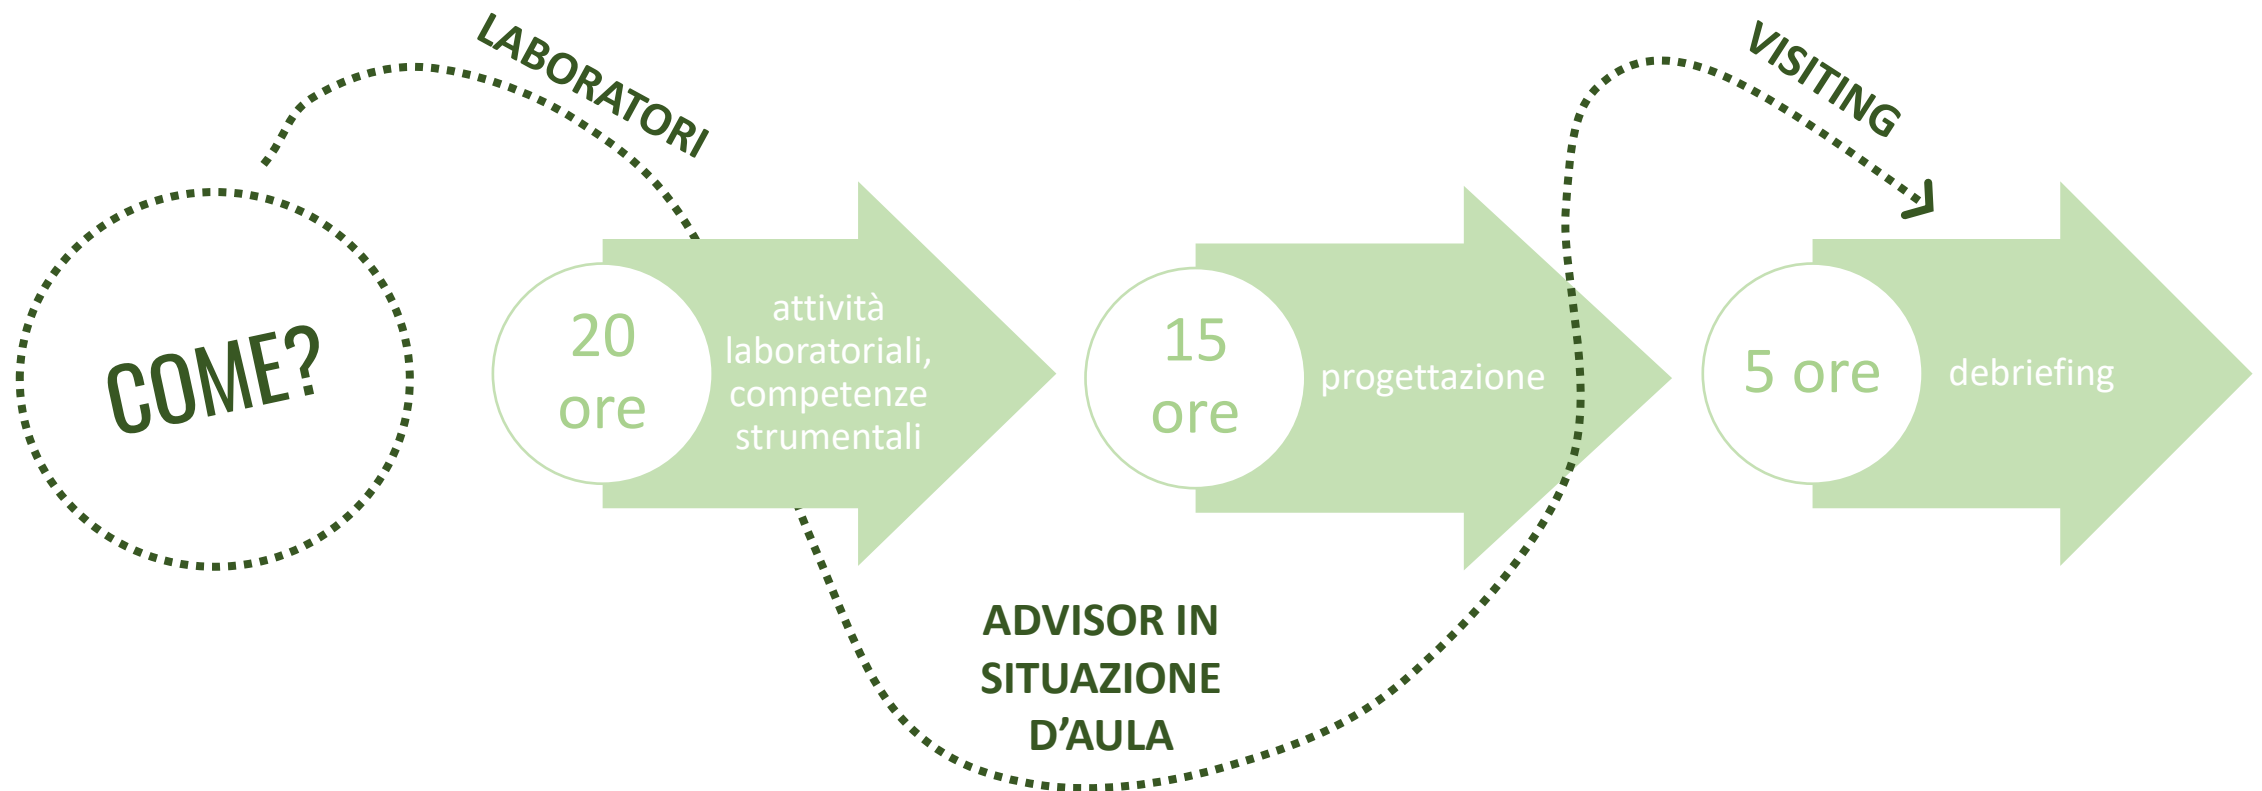 LABORATORI
VISITING
COME?
20
ore
attività
laboratoriali,
competenze
strumentali
15
ore
progettazione
5 ore
debriefing
ADVISOR IN
SITUAZIONE
D’AULA